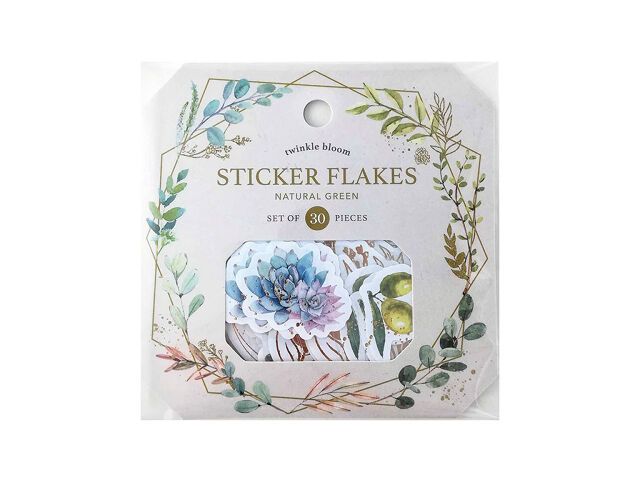 twinkle bloom
STICKER FLAKES
NATURAL GREEN
SET OF 30 PIECES